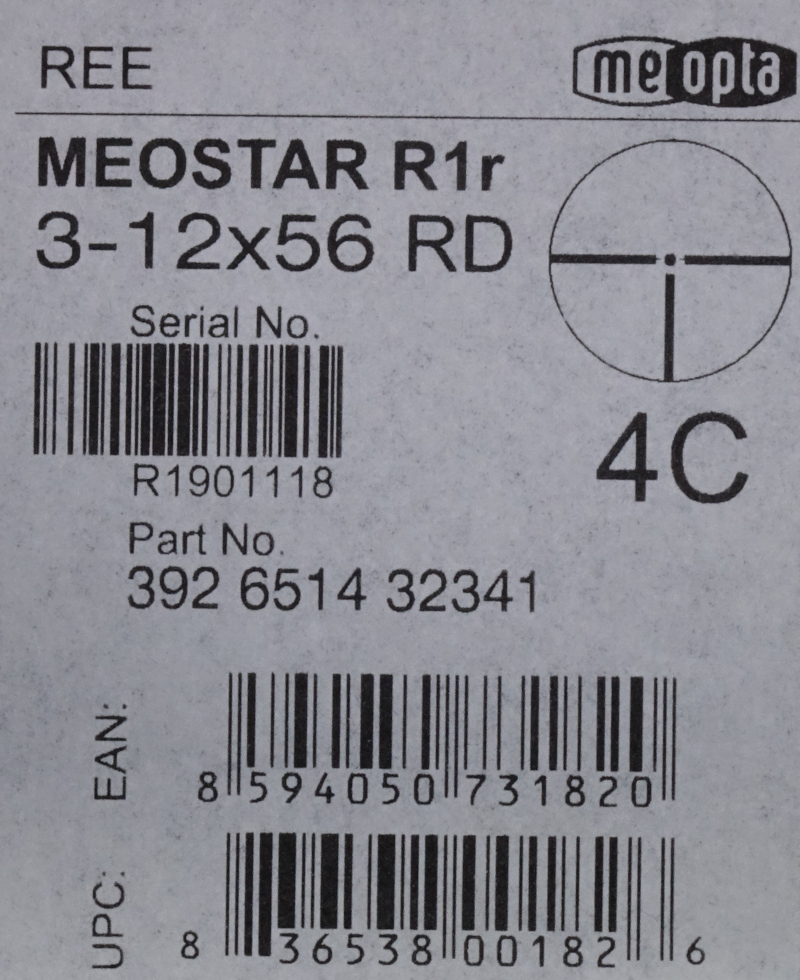 REE
meopta
MEOSTAR R1r
3-12x56 RD
Serial No.
R1901118
4C
Part No.
392 6514 32341
EAN:
8 594050 731820
UPC:
8 36538 00182 6